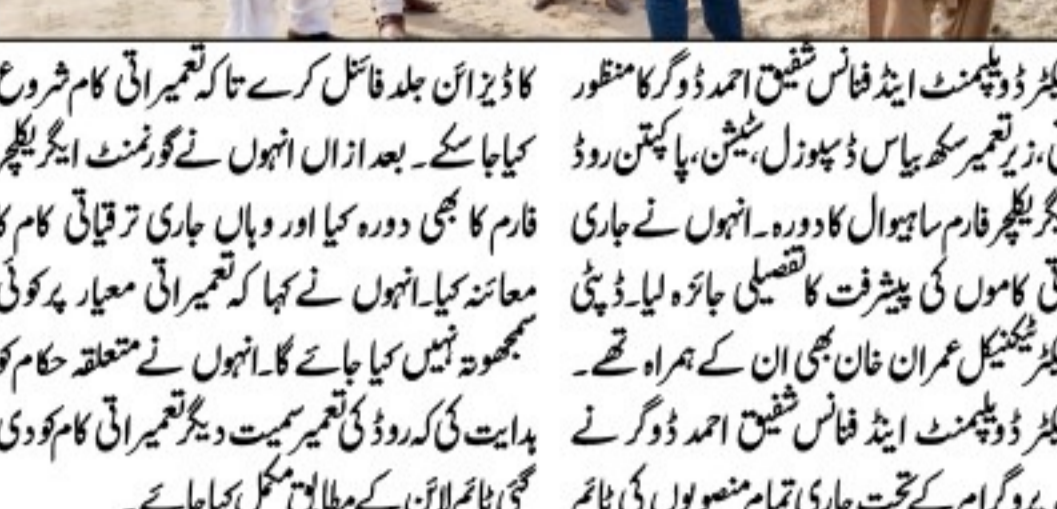 ڈویلپمنٹ اینڈ فنانس شفیق احمد ڈوگر کا منظور
،زیر تعمیر سکھ بیاس ڈسپوزل سٹیشن، پاکپتن روڈ
فارم ساہیوال کا دورہ۔انہوں نے جاری
کاموں کی پیشرفت کا تفصیلی جائزہ لیا۔ڈپٹی
ٹیکنیکل عمران خان بھی ان کے ہمراہ تھے۔
ڈویلپمنٹ اینڈ فنانس شفیق احمد ڈوگر نے
پروگرام کے تحت جاری تمام منصوبوں کی ٹائم
کا ڈیزائن جلد فائنل کرے تاکہ تعمیراتی کام شروع
کیا جا سکے۔ بعد ازاں انہوں نے گورنمنٹ ایگریکلچر
فارم کا بھی دورہ کیا اور وہاں جاری ترقیاتی کام کا
معائنہ کیا۔انہوں نے کہا کہ تعمیراتی معیار پر کوئی
سمجھوتہ نہیں کیا جائے گا۔انہوں نے متعلقہ حکام کو
ہدایت کی کہ روڈ کی تعمیر سمیت دیگر تعمیراتی کام کو دی
گئی ٹائم لائن کے مطابق مکمل کیا جائے۔